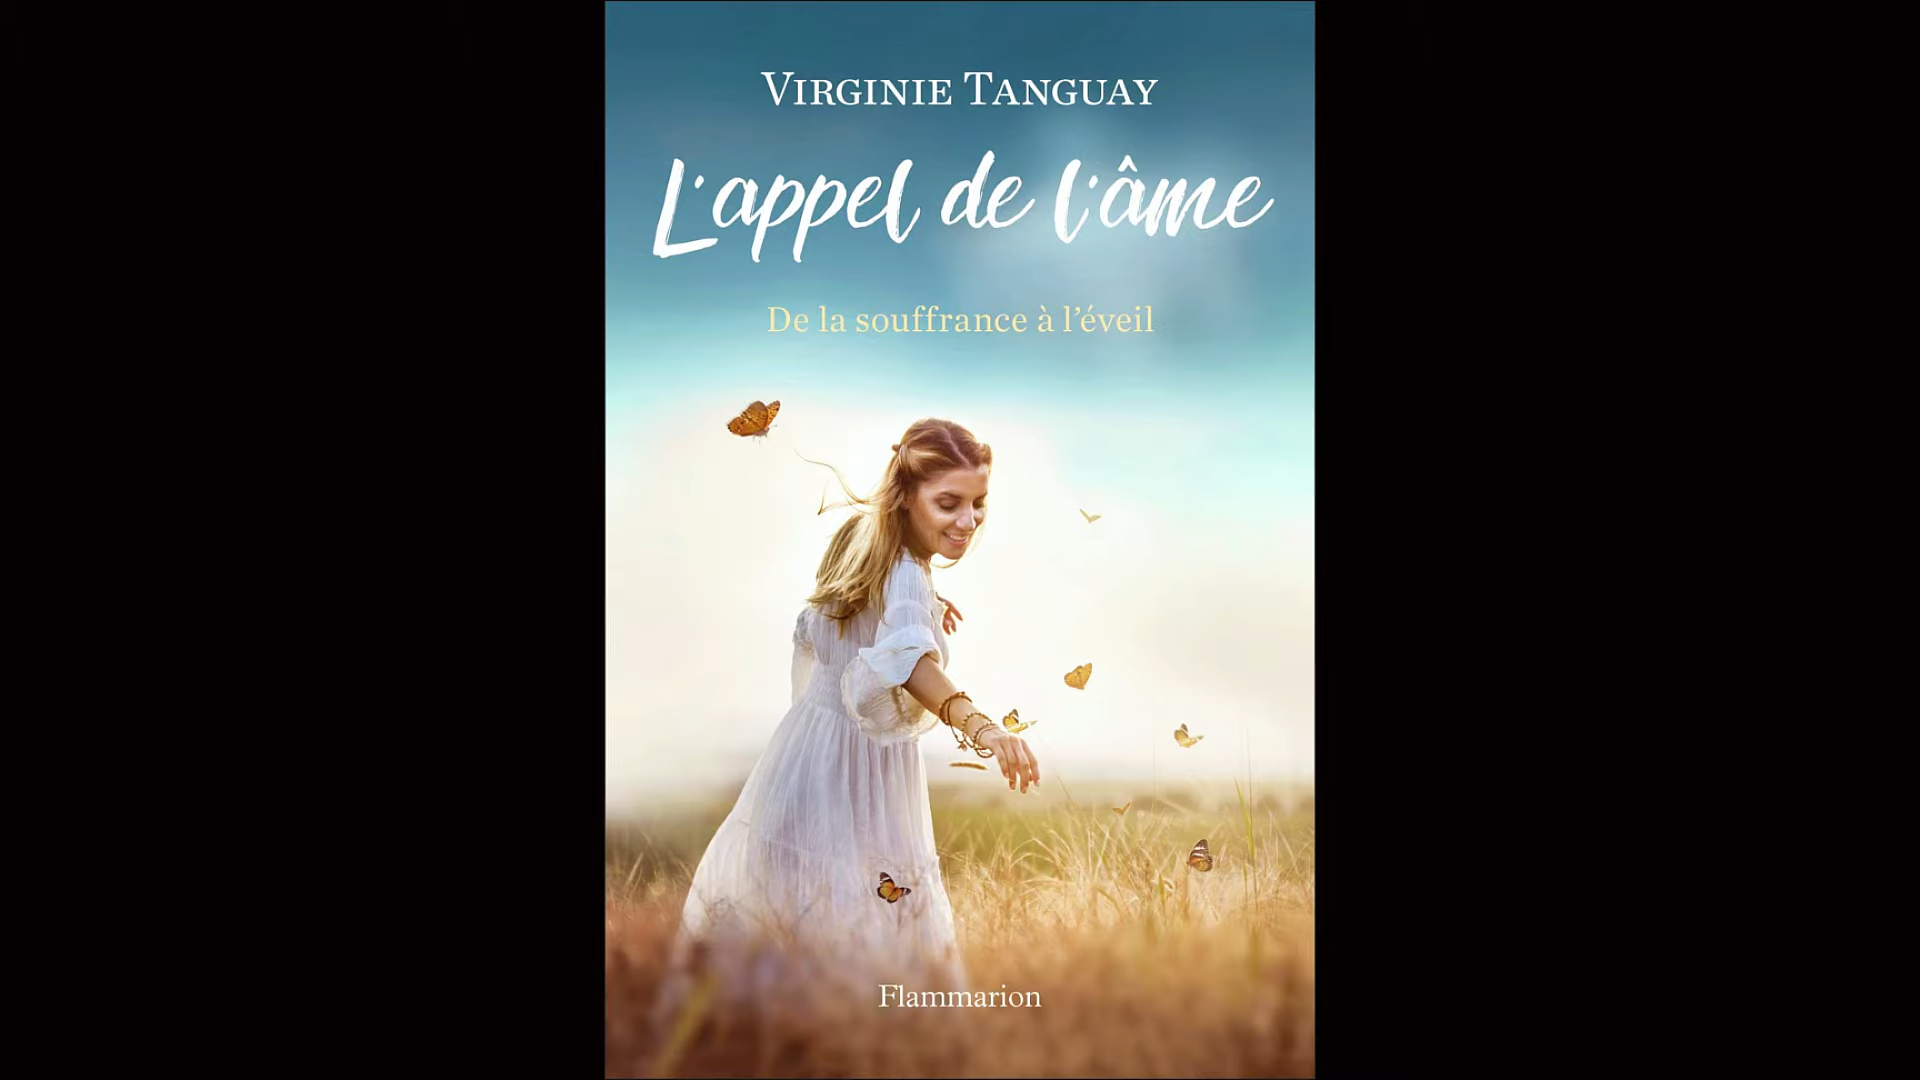 VIRGINIE TANGUAY
L'appel de l'âme
De la souffrance à l'éveil
Flammarion